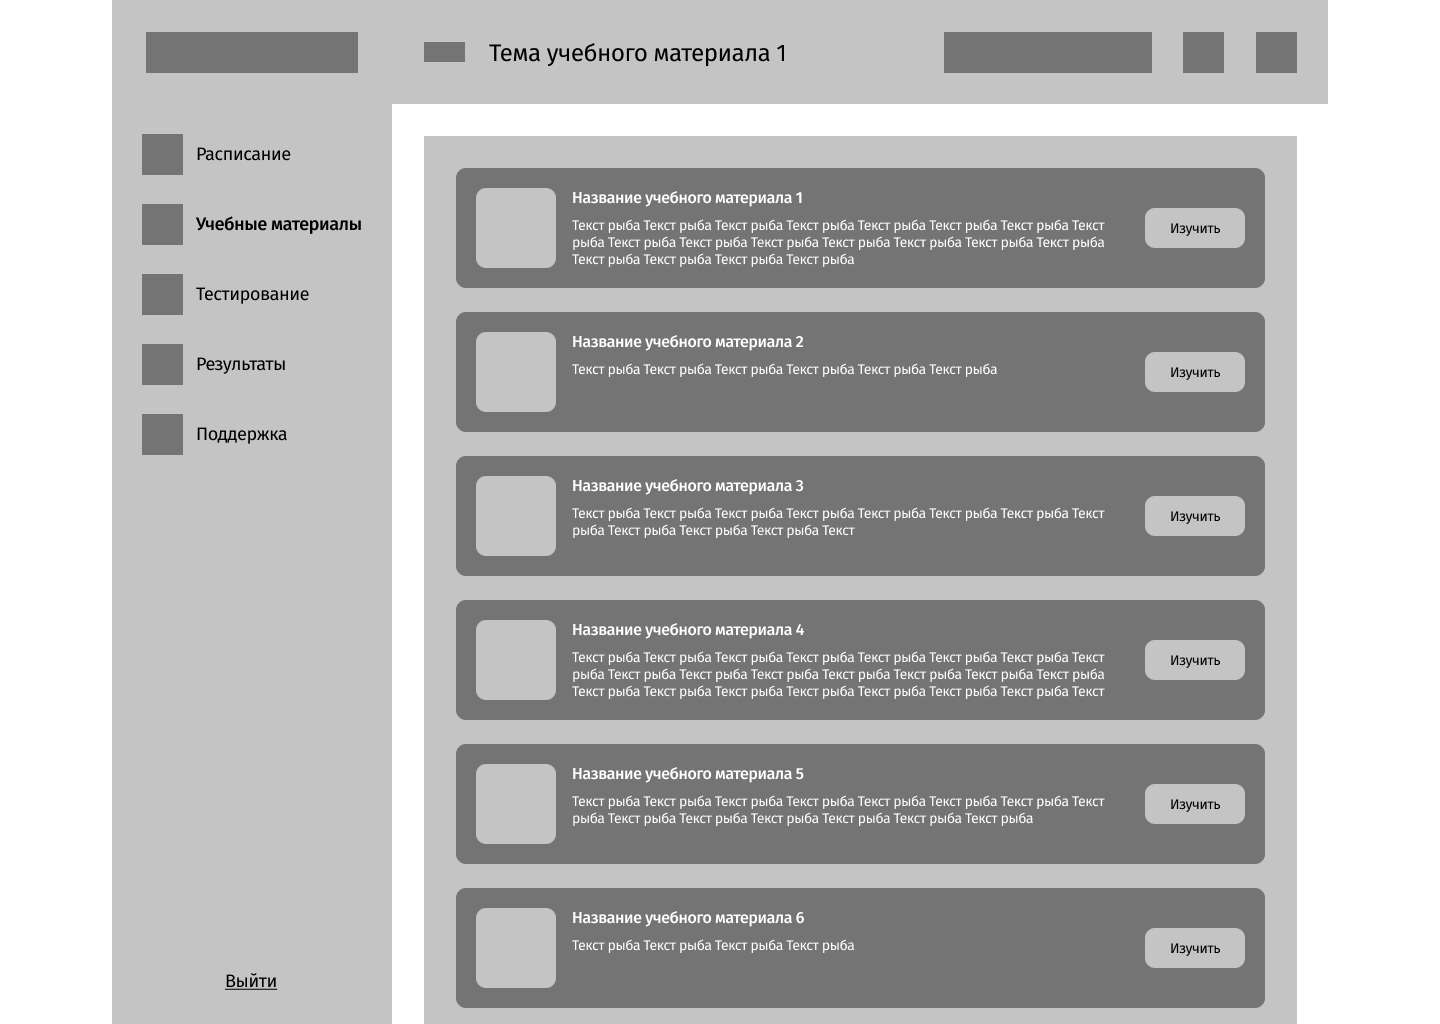 Тема учебного материала 1
Расписание
Учебные материалы
Тестирование
Результаты
Поддержка
Выйти
Название учебного материала 1
Текст рыба Текст рыба Текст рыба Текст рыба Текст рыба Текст рыба Текст рыба Текст
рыба Текст рыба Текст рыба Текст рыба Текст рыба Текст рыба Текст рыба Текст рыба
Текст рыба Текст рыба Текст рыба Текст рыба
Изучить
Название учебного материала 2
Текст рыба Текст рыба Текст рыба Текст рыба Текст рыба Текст рыба
Изучить
Название учебного материала 3
Текст рыба Текст рыба Текст рыба Текст рыба Текст рыба Текст рыба Текст рыба Текст
рыба Текст рыба Текст рыба Текст рыба Текст
Изучить
Название учебного материала 4
Текст рыба Текст рыба Текст рыба Текст рыба Текст рыба Текст рыба Текст рыба Текст
рыба Текст рыба Текст рыба Текст рыба Текст рыба Текст рыба Текст рыба Текст рыба
Текст рыба Текст рыба Текст рыба Текст рыба Текст рыба Текст рыба Текст рыба Текст
Изучить
Название учебного материала 5
Текст рыба Текст рыба Текст рыба Текст рыба Текст рыба Текст рыба Текст рыба Текст
рыба Текст рыба Текст рыба Текст рыба Текст рыба Текст рыба Текст рыба
Изучить
Название учебного материала 6
Текст рыба Текст рыба Текст рыба Текст рыба
Изучить